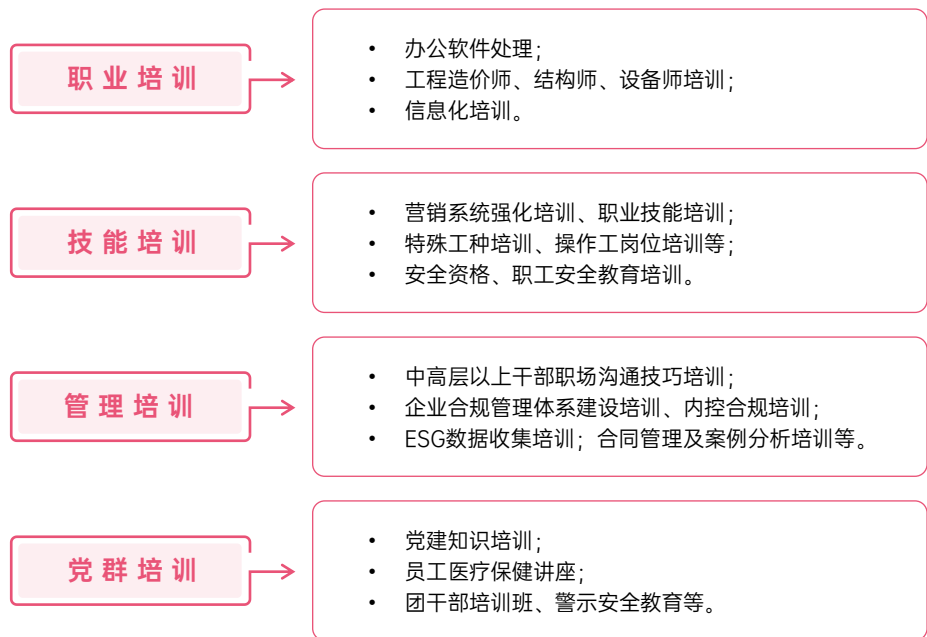 职业培训
• 办公软件处理；
• 工程造价师、结构师、设备师培训；
• 信息化培训。
技能培训
• 营销系统强化培训、职业技能培训；
• 特殊工种培训、操作工岗位培训等；
• 安全资格、职工安全教育培训。
管理培训
• 中高层以上干部职场沟通技巧培训；
• 企业合规管理体系建设培训、内控合规培训；
• ESG数据收集培训；合同管理及案例分析培训等。
党群培训
• 党建知识培训；
• 员工医疗保健讲座；
• 团干部培训班、警示安全教育等。